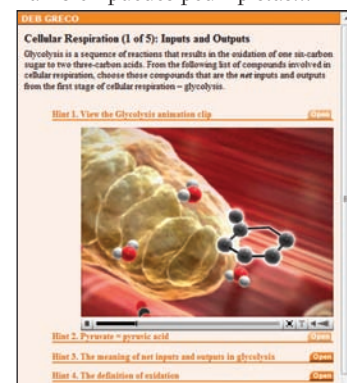 DEB GRECO
Cellular Respiration (1 of 5): Inputs and Outputs
Glycolysis is a sequence of reactions that results in the oxidation of one six-carbon
sugar to two three-carbon acids. From the following list of compounds involved in
cellular respiration, choose those compounds that are the net inputs and outputs
from the first stage of cellular respiration – glycolysis.
Hint 1. View the Glycolysis animation clip
Open
Hint 2. Pyruvate = pyruvic acid
Open
Hint 3. The meaning of net inputs and outputs in glycolysis
Open
Hint 4. The definition of oxidation
Open